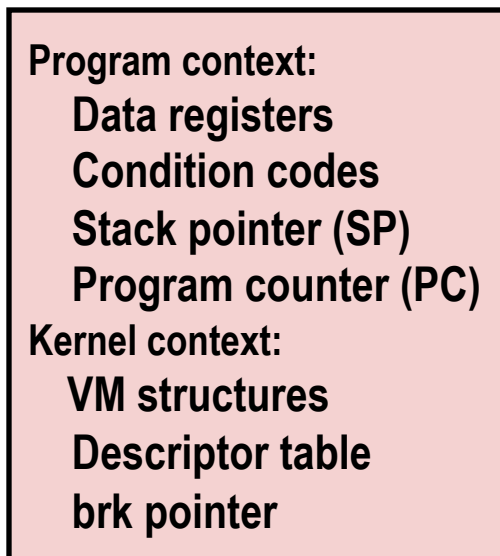 Program context:
Data registers
Condition codes
Stack pointer (SP)
Program counter (PC)
Kernel context:
VM structures
Descriptor table
brk pointer